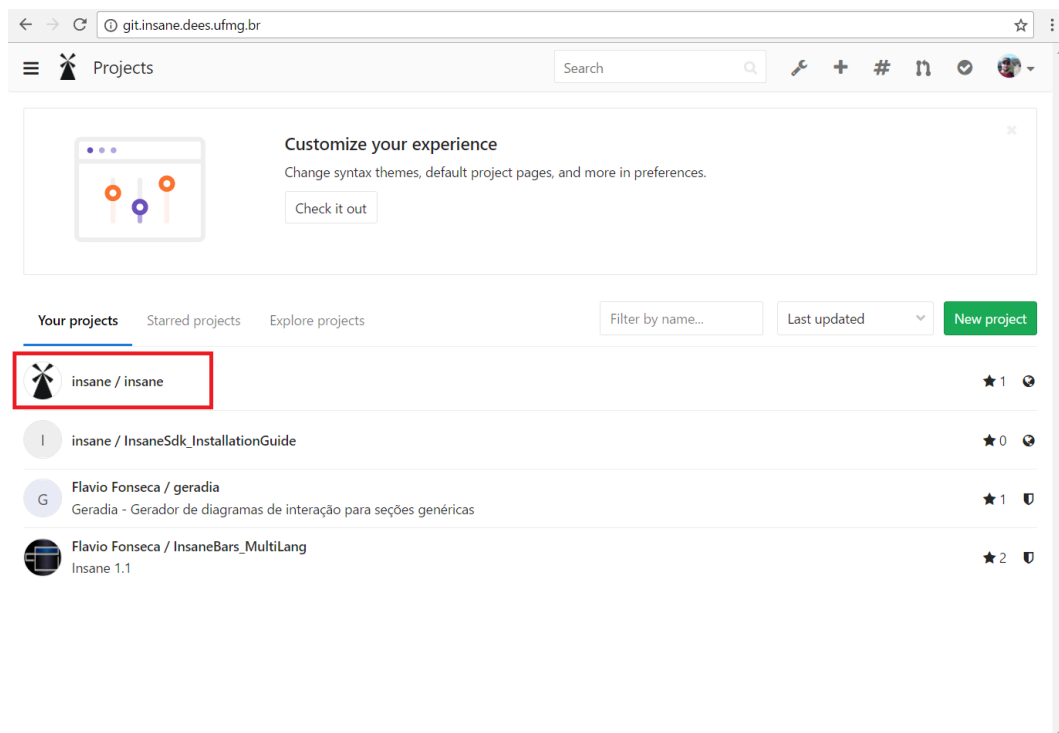 git.insane.dees.ufmg.br
Projects
Search
Customize your experience
Change syntax themes, default project pages, and more in preferences.
Check it out
Your projects Starred projects Explore projects Filter by name... Last updated New project
insane / insane 1
I insane / InsaneSdk_InstallationGuide 0
Flavio Fonseca / geradia
G 1
Geradia - Gerador de diagramas de interação para seções genéricas
Flavio Fonseca / InsaneBars_MultiLang
2
Insane 1.1